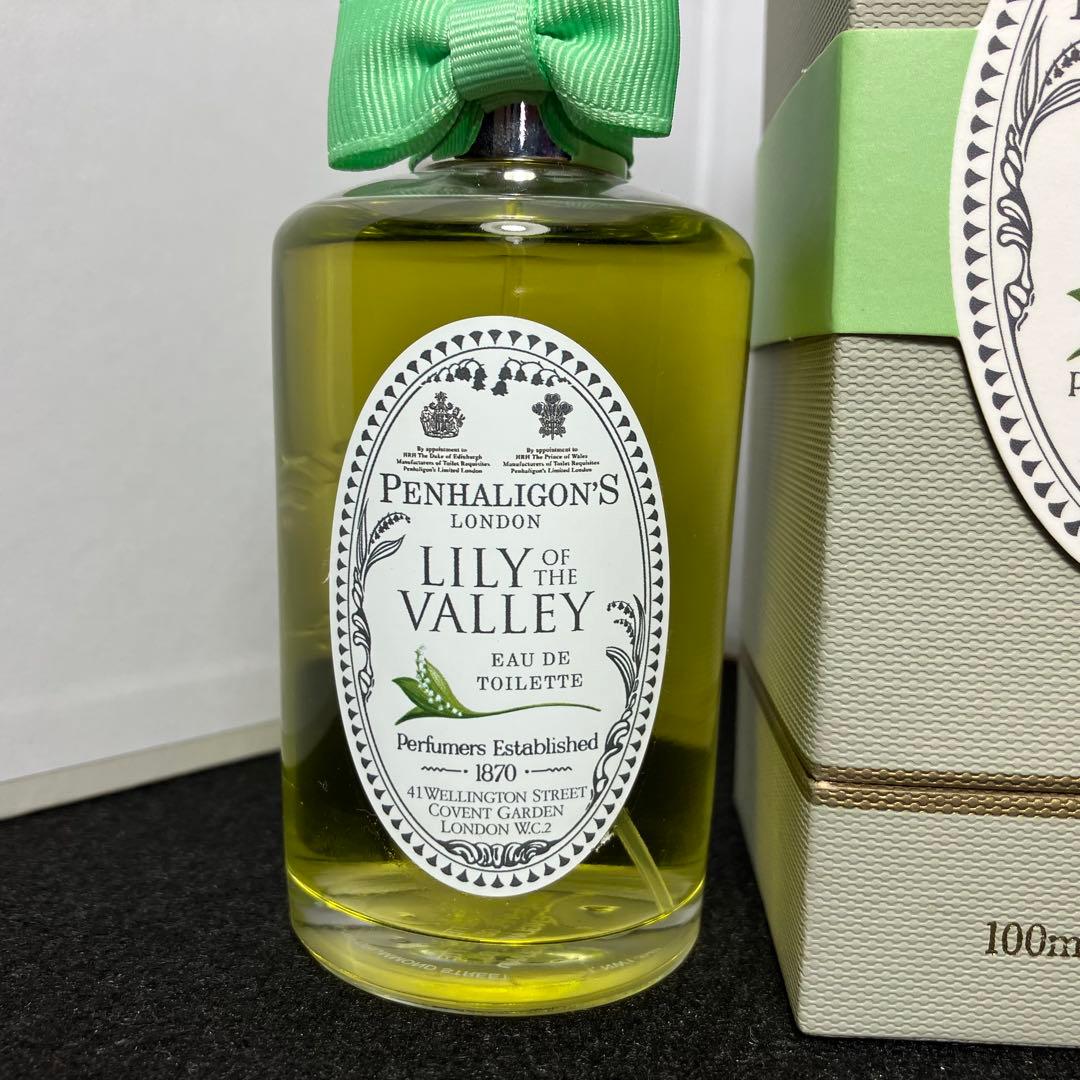 By appointment to
HRH The Duke of Edinburgh
Manufacturers of Toilet Requisites
Penhaligon's Limited London
By appointment to
HRH The Prince of Wales
Manufacturers of Toilet Requisites
Penhaligon's Limited London
PENHALIGON'S
LONDON
LILY OF THE
VALLEY
EAU DE
TOILETTE
Perfumers Established
1870
41 WELLINGTON STREET
COVENT GARDEN
LONDON W.C.2
100m